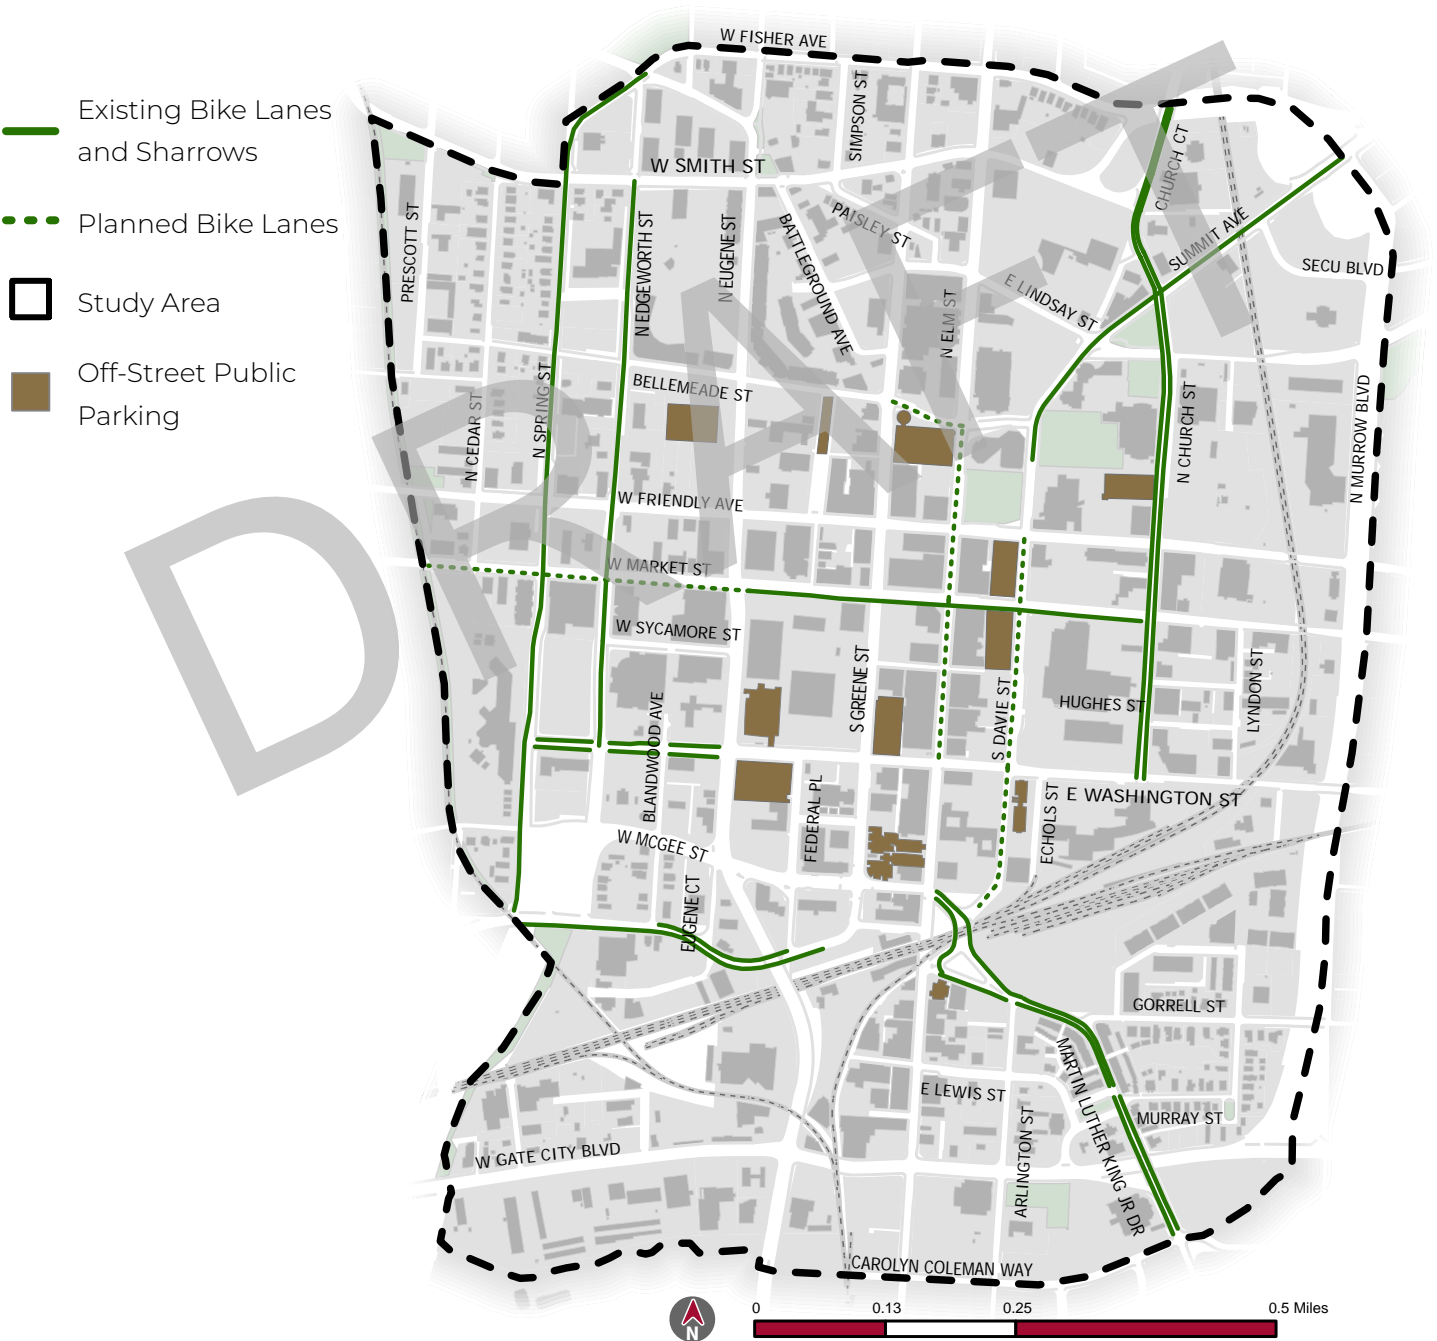 Existing Bike Lanes
and Sharrows
Planned Bike Lanes
Study Area
Off-Street Public
Parking
DRAFT
W FISHER AVE
SIMPSON ST
W SMITH ST
CHURCH CT
PRESCOTT ST
N EDGEWORTH ST
N EUGENE ST
BATTLEGROUND AVE
PAISLEY ST
SUMMIT AVE
SECU BLVD
E LINDSAY ST
N ELM ST
N CEDAR ST
N SPRING ST
BELLEMEADE ST
N CHURCH ST
N MURROW BLVD
W FRIENDLY AVE
W MARKET ST
W SYCAMORE ST
BLANDWOOD AVE
S GREENE ST
S DAVIE ST
HUGHES ST
LYNDON ST
E WASHINGTON ST
FEDERAL PL
ECHOLS ST
W MCGEE ST
EUGENE CT
GORRELL ST
MARTIN LUTHER KING JR DR
E LEWIS ST
ARLINGTON ST
MURRAY ST
W GATE CITY BLVD
CAROLYN COLEMAN WAY
N
0 0.13 0.25 0.5 Miles